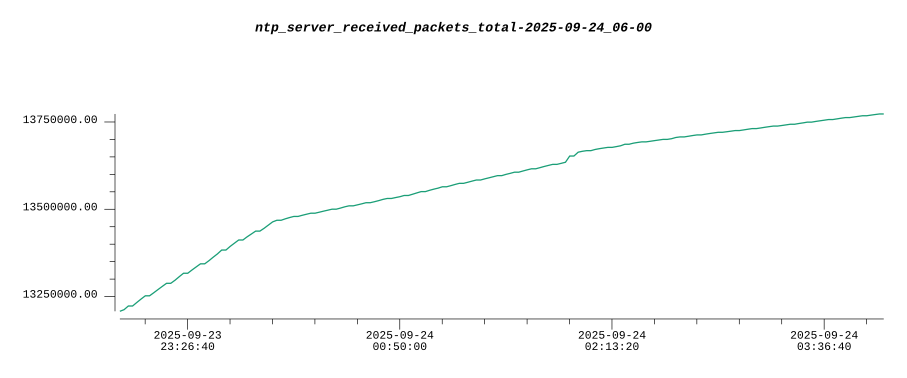 ntp_server_received_packets_total-2025-09-24_06-00
13750000.00
13500000.00
13250000.00
2025-09-23 2025-09-24 2025-09-24 2025-09-24
23:26:40 00:50:00 02:13:20 03:36:40